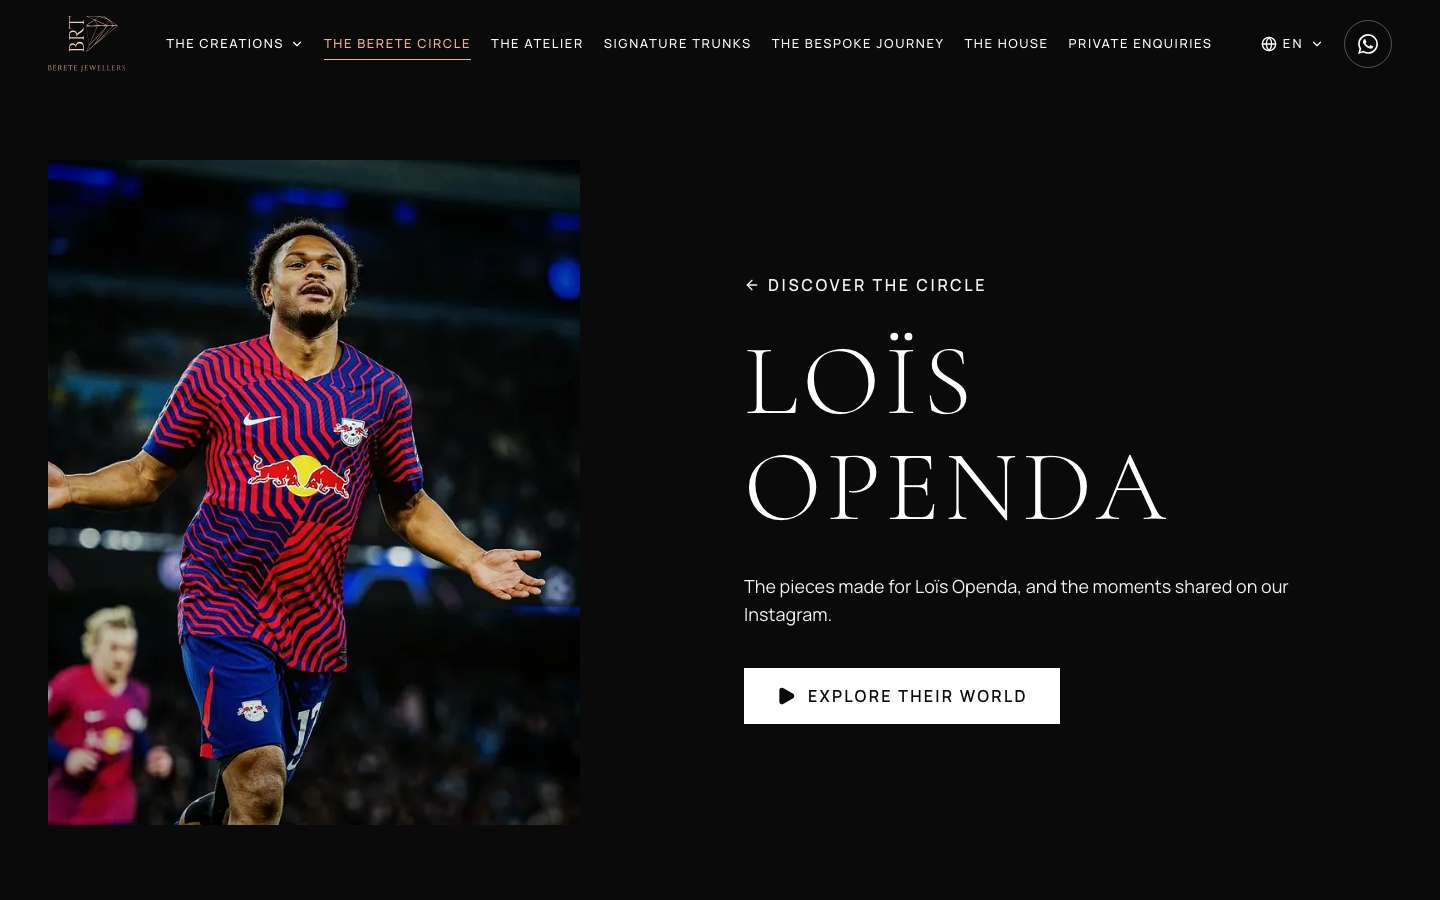 BRT
BERETE JEWELLERS
THE CREATIONS
THE BERETE CIRCLE
THE ATELIER
SIGNATURE TRUNKS
THE BESPOKE JOURNEY
THE HOUSE
PRIVATE ENQUIRIES
EN
← DISCOVER THE CIRCLE
LOÏS
OPENDA
The pieces made for Loïs Openda, and the moments shared on our
Instagram.
EXPLORE THEIR WORLD